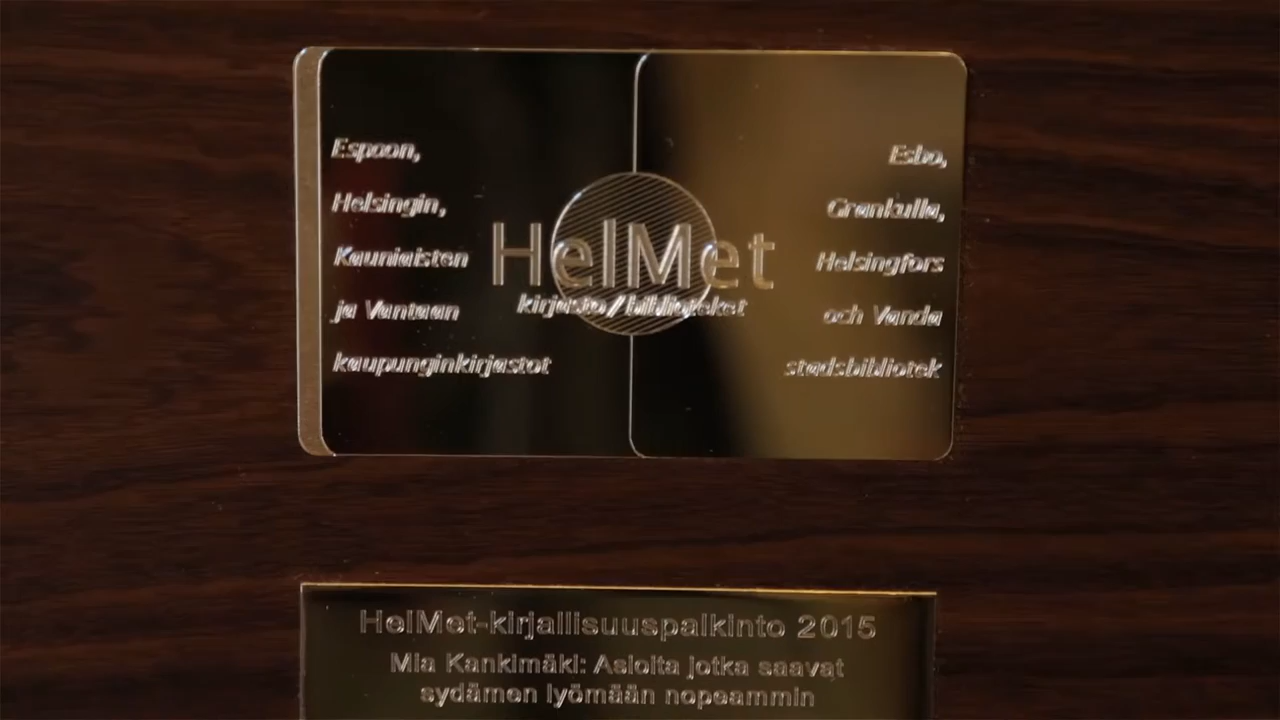 Espoon,
Helsingin,
Kauniaisten
ja Vantaan
kaupunginkirjastot
HelMet
kirjasto/biblioteket
Esbo,
Grankulla,
Helsingfors
och Vanda
stadsbibliotek
HelMet-kirjallisuuspalkinto 2015
Mia Kankimäki: Asioita jotka saavat
sydämen lyömään nopeammin